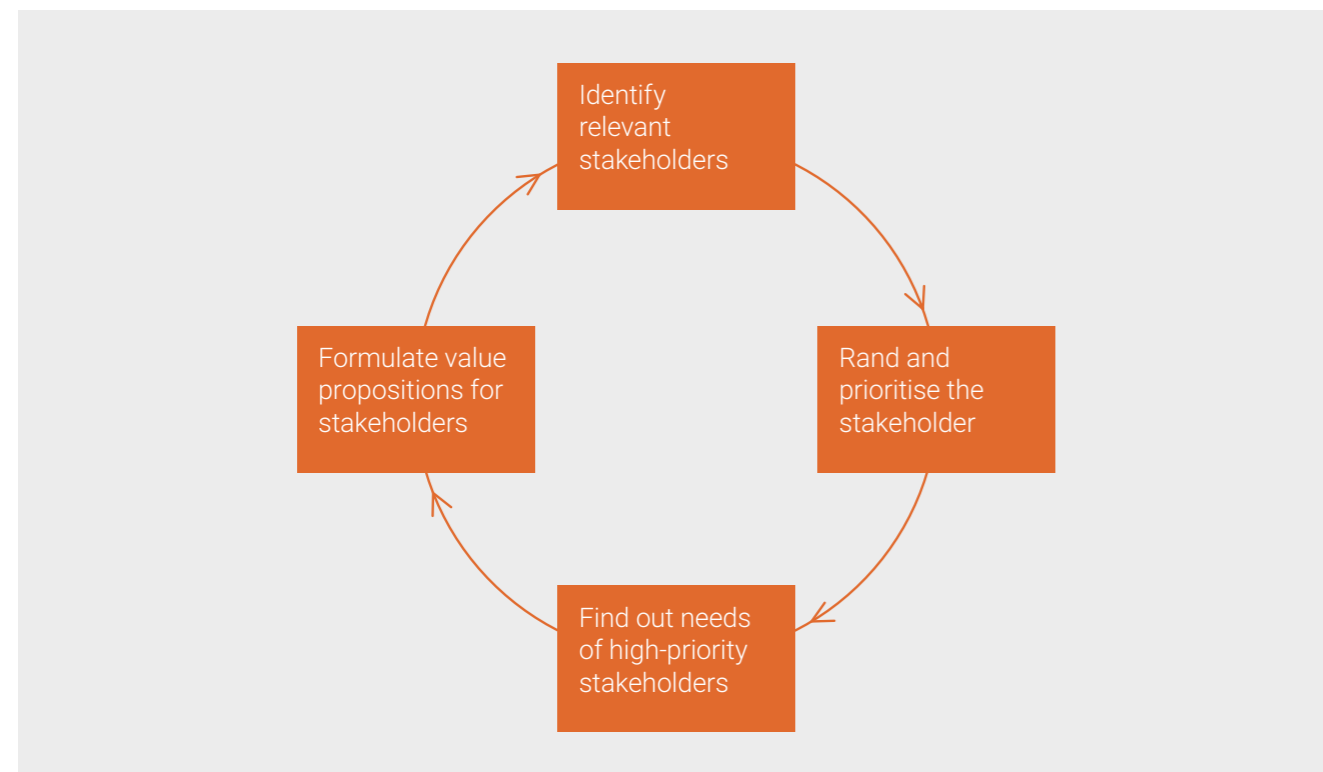 Identify
relevant
stakeholders
Rand and
prioritise the
stakeholder
Find out needs
of high-priority
stakeholders
Formulate value
propositions for
stakeholders